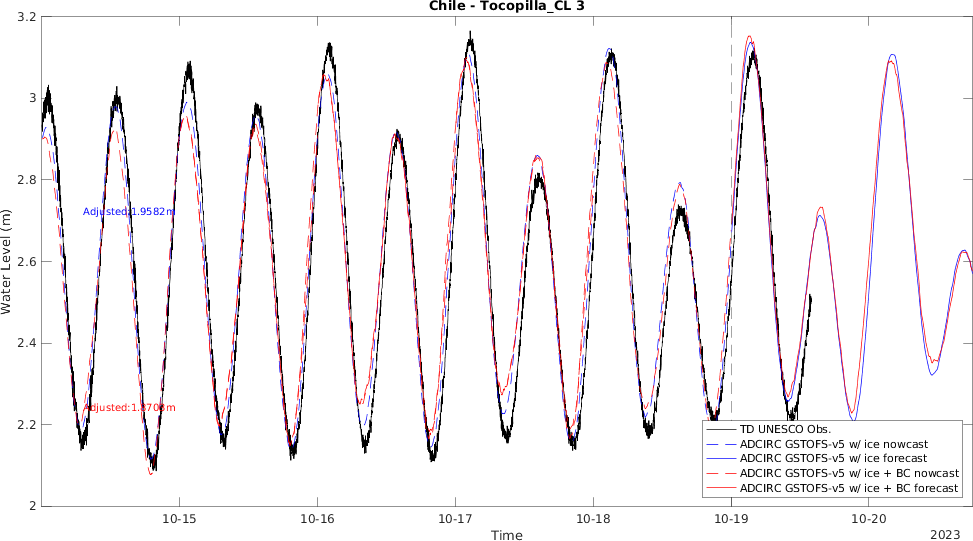 Chile - Tocopilla_CL 3
3.2
3
2.8
2.6
2.4
2.2
2
Water Level (m)
Adjusted:1.9582m
TD UNESCO Obs.
ADCIRC GSTOFS-v5 w/ ice nowcast
ADCIRC GSTOFS-v5 w/ ice forecast
ADCIRC GSTOFS-v5 w/ ice + BC nowcast
ADCIRC GSTOFS-v5 w/ ice + BC forecast
10-15
10-16
10-17
10-18
10-19
10-20
Time
2023